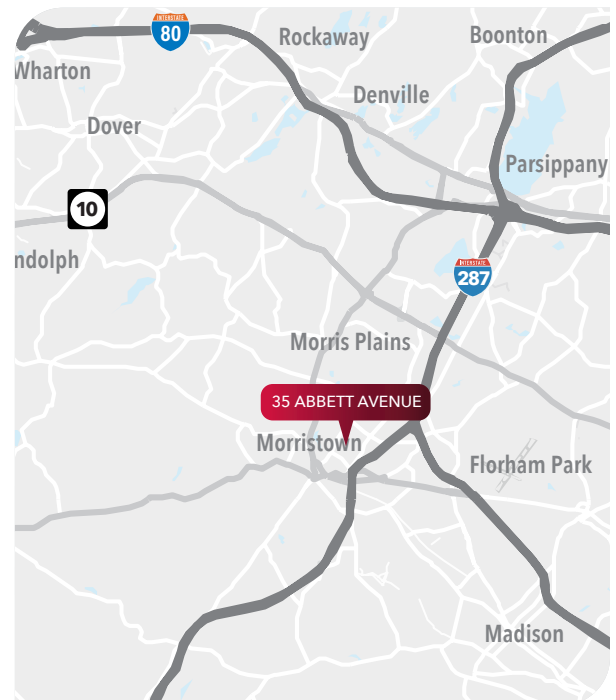 INTERSTATE
80
Rockaway
Boonton
Wharton
Denville
Dover
Parsippany
10
ndolph
INTERSTATE
287
Morris Plains
35 ABBETT AVENUE
Morristown
Florham Park
Madison